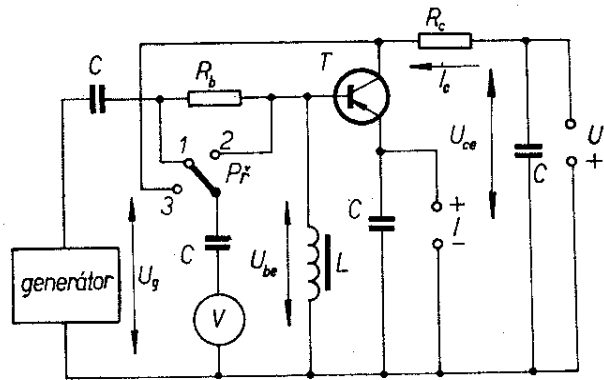 R_c
T
I_c
C
R_b
1
2
Př
3
U_ce
U
+
C
C
+
I
−
C
U_g
U_be
L
generátor
V